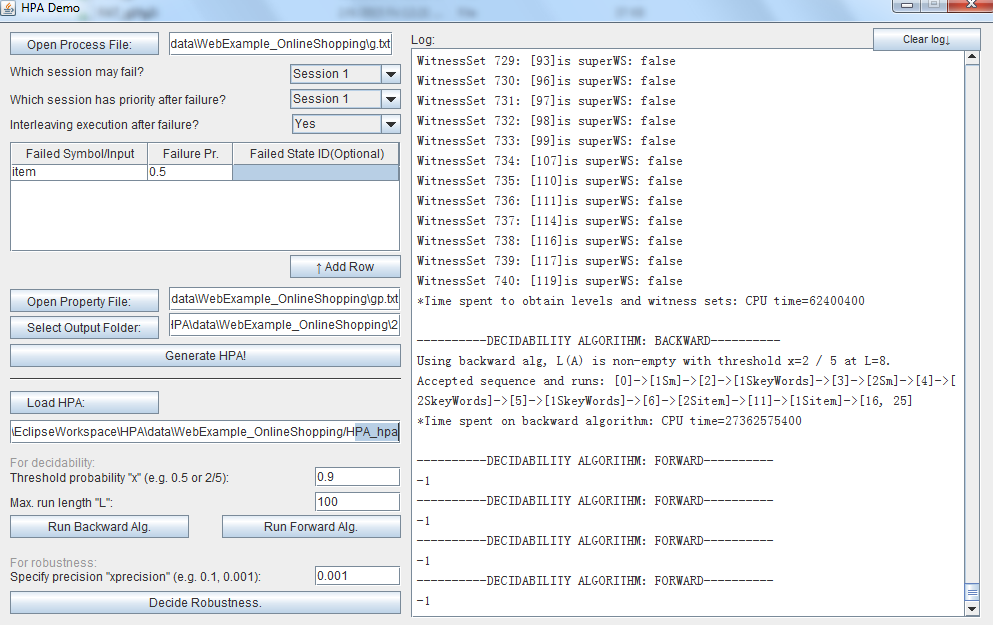 HPA Demo
Open Process File:
data\WebExample_OnlineShopping\g.txt
Which session may fail?
Session 1
Which session has priority after failure?
Session 1
Interleaving execution after failure?
Yes
Failed Symbol/Input Failure Pr. Failed State ID(Optional)
item 0.5
↑ Add Row
Open Property File:
data\WebExample_OnlineShopping\gp.txt
Select Output Folder:
HPA\data\WebExample_OnlineShopping\2
Generate HPA!
Load HPA:
\EclipseWorkspace\HPA\data\WebExample_OnlineShopping/HPA_hpa
For decidability:
Threshold probability "x" (e.g. 0.5 or 2/5):
0.9
Max. run length "L":
100
Run Backward Alg.
Run Forward Alg.
For robustness:
Specify precision "xprecision" (e.g. 0.1, 0.001):
0.001
Decide Robustness.
Log:
Clear log↓
WitnessSet 729: [93]is superWS: false
WitnessSet 730: [96]is superWS: false
WitnessSet 731: [97]is superWS: false
WitnessSet 732: [98]is superWS: false
WitnessSet 733: [99]is superWS: false
WitnessSet 734: [107]is superWS: false
WitnessSet 735: [110]is superWS: false
WitnessSet 736: [111]is superWS: false
WitnessSet 737: [114]is superWS: false
WitnessSet 738: [116]is superWS: false
WitnessSet 739: [117]is superWS: false
WitnessSet 740: [119]is superWS: false
*Time spent to obtain levels and witness sets: CPU time=62400400
----------DECIDABILITY ALGORITHM: BACKWARD----------
Using backward alg, L(A) is non-empty with threshold x=2 / 5 at L=8.
Accepted sequence and runs: [0]->[1Sm]->[2]->[1SkeyWords]->[3]->[2Sm]->[4]->[
2SkeyWords]->[5]->[1SkeyWords]->[6]->[2Sitem]->[11]->[1Sitem]->[16, 25]
*Time spent on backward algorithm: CPU time=27362575400
----------DECIDABILITY ALGORITHM: FORWARD----------
-1
----------DECIDABILITY ALGORITHM: FORWARD----------
-1
----------DECIDABILITY ALGORITHM: FORWARD----------
-1
----------DECIDABILITY ALGORITHM: FORWARD----------
-1